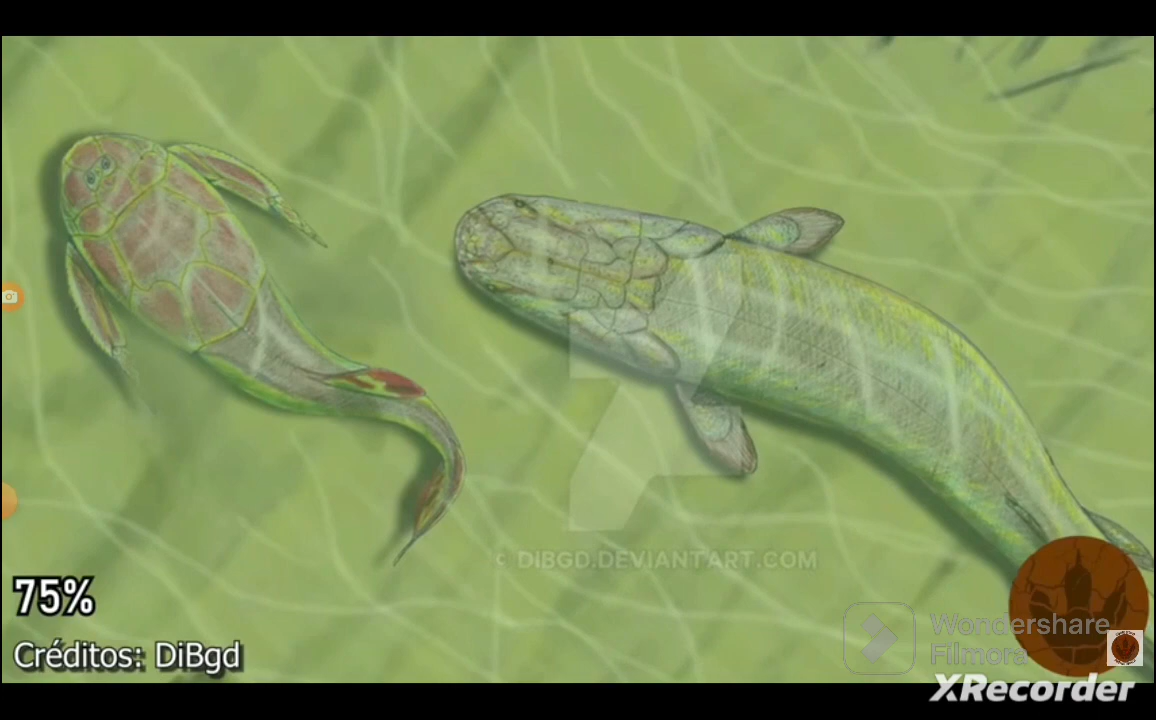 © DIBGD.DEVIANTART.COM
75%
Créditos: DiBgd
Wondershare
Filmora
XRecorder